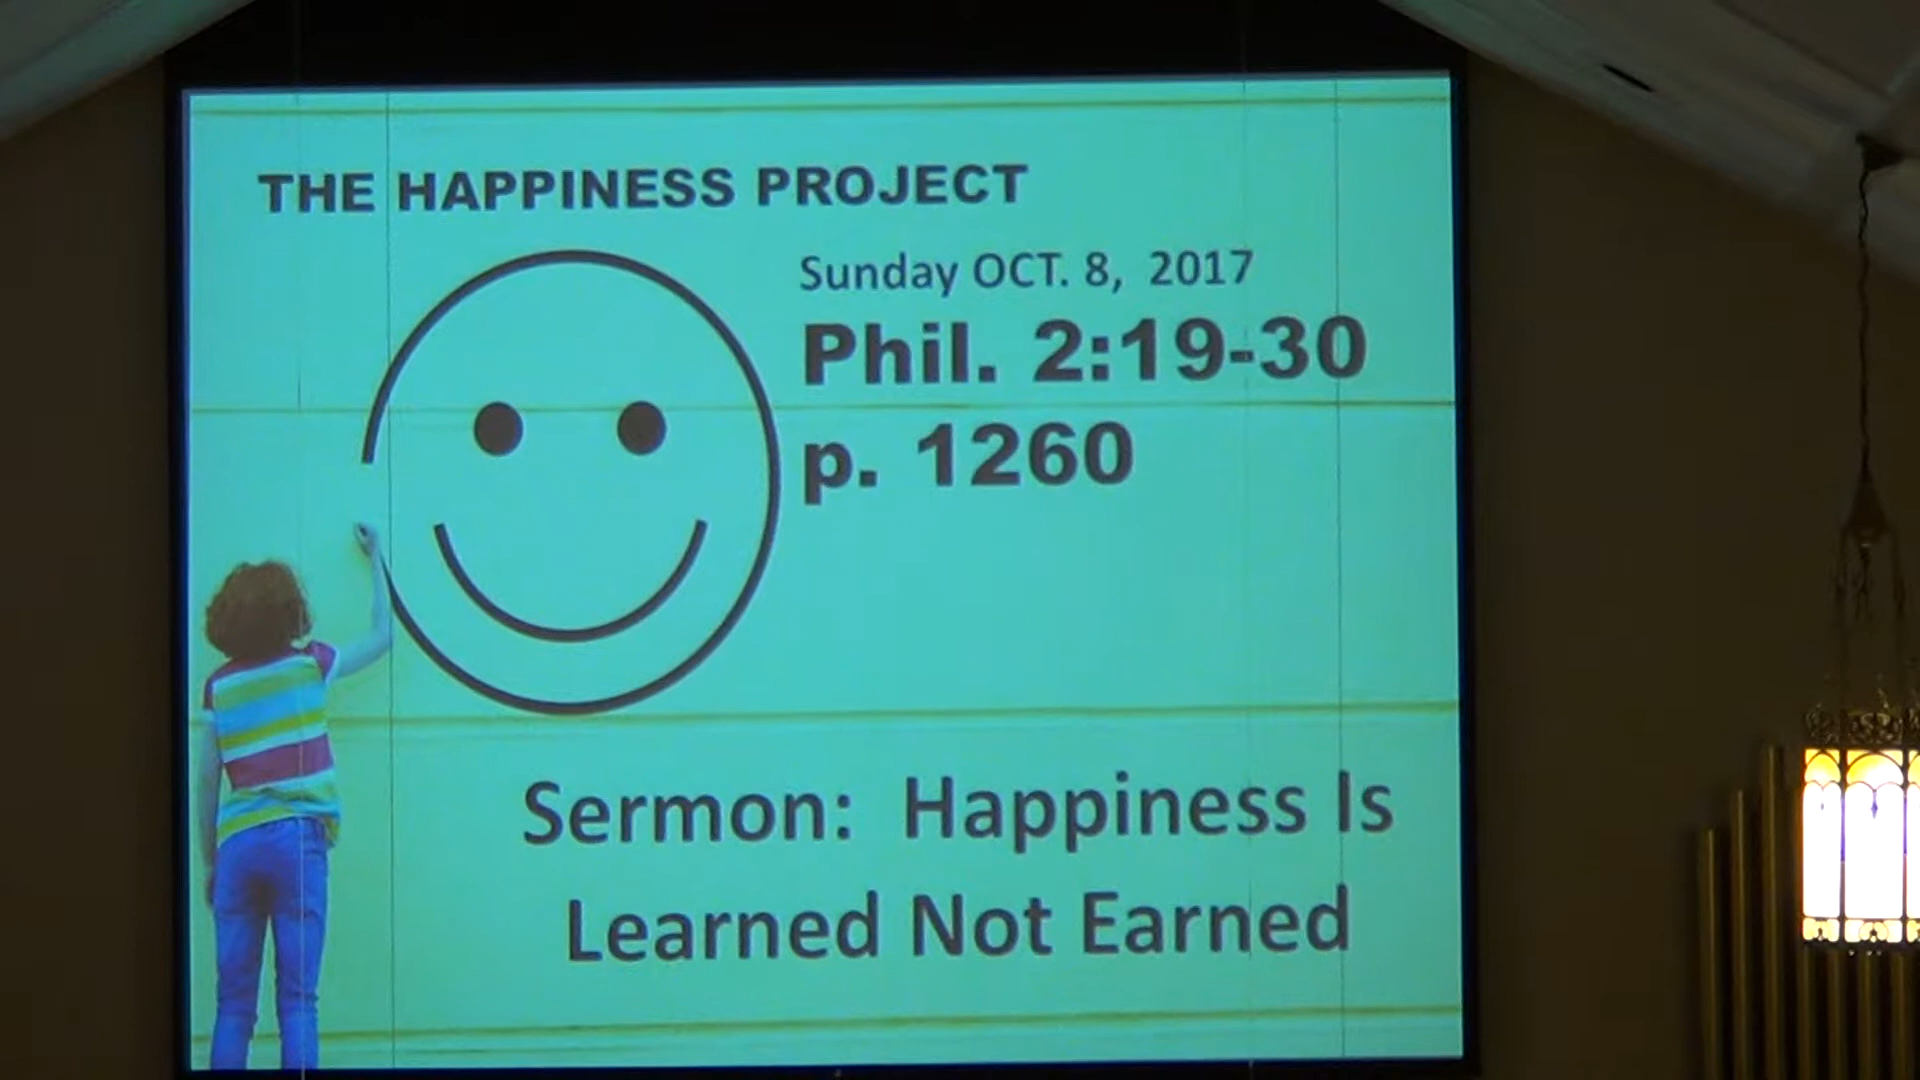 THE HAPPINESS PROJECT
Sunday OCT. 8, 2017
Phil. 2:19-30
p. 1260
Sermon: Happiness Is
Learned Not Earned